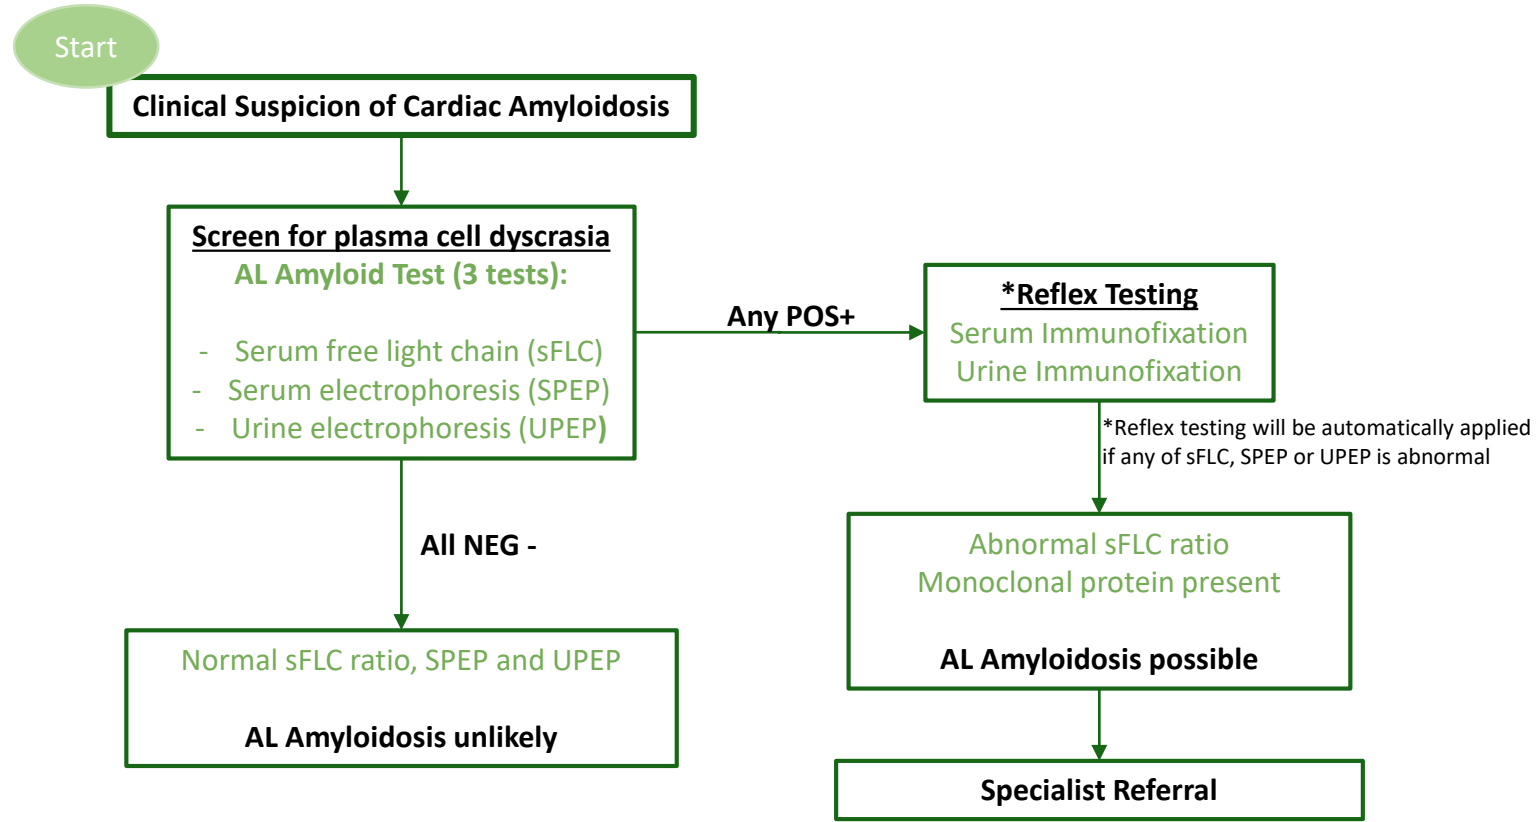 Start
Clinical Suspicion of Cardiac Amyloidosis
Screen for plasma cell dyscrasia
AL Amyloid Test (3 tests):
- Serum free light chain (sFLC)
- Serum electrophoresis (SPEP)
- Urine electrophoresis (UPEP)
Any POS+
*Reflex Testing
Serum Immunofixation
Urine Immunofixation
*Reflex testing will be automatically applied
if any of sFLC, SPEP or UPEP is abnormal
All NEG -
Normal sFLC ratio, SPEP and UPEP
AL Amyloidosis unlikely
Abnormal sFLC ratio
Monoclonal protein present
AL Amyloidosis possible
Specialist Referral